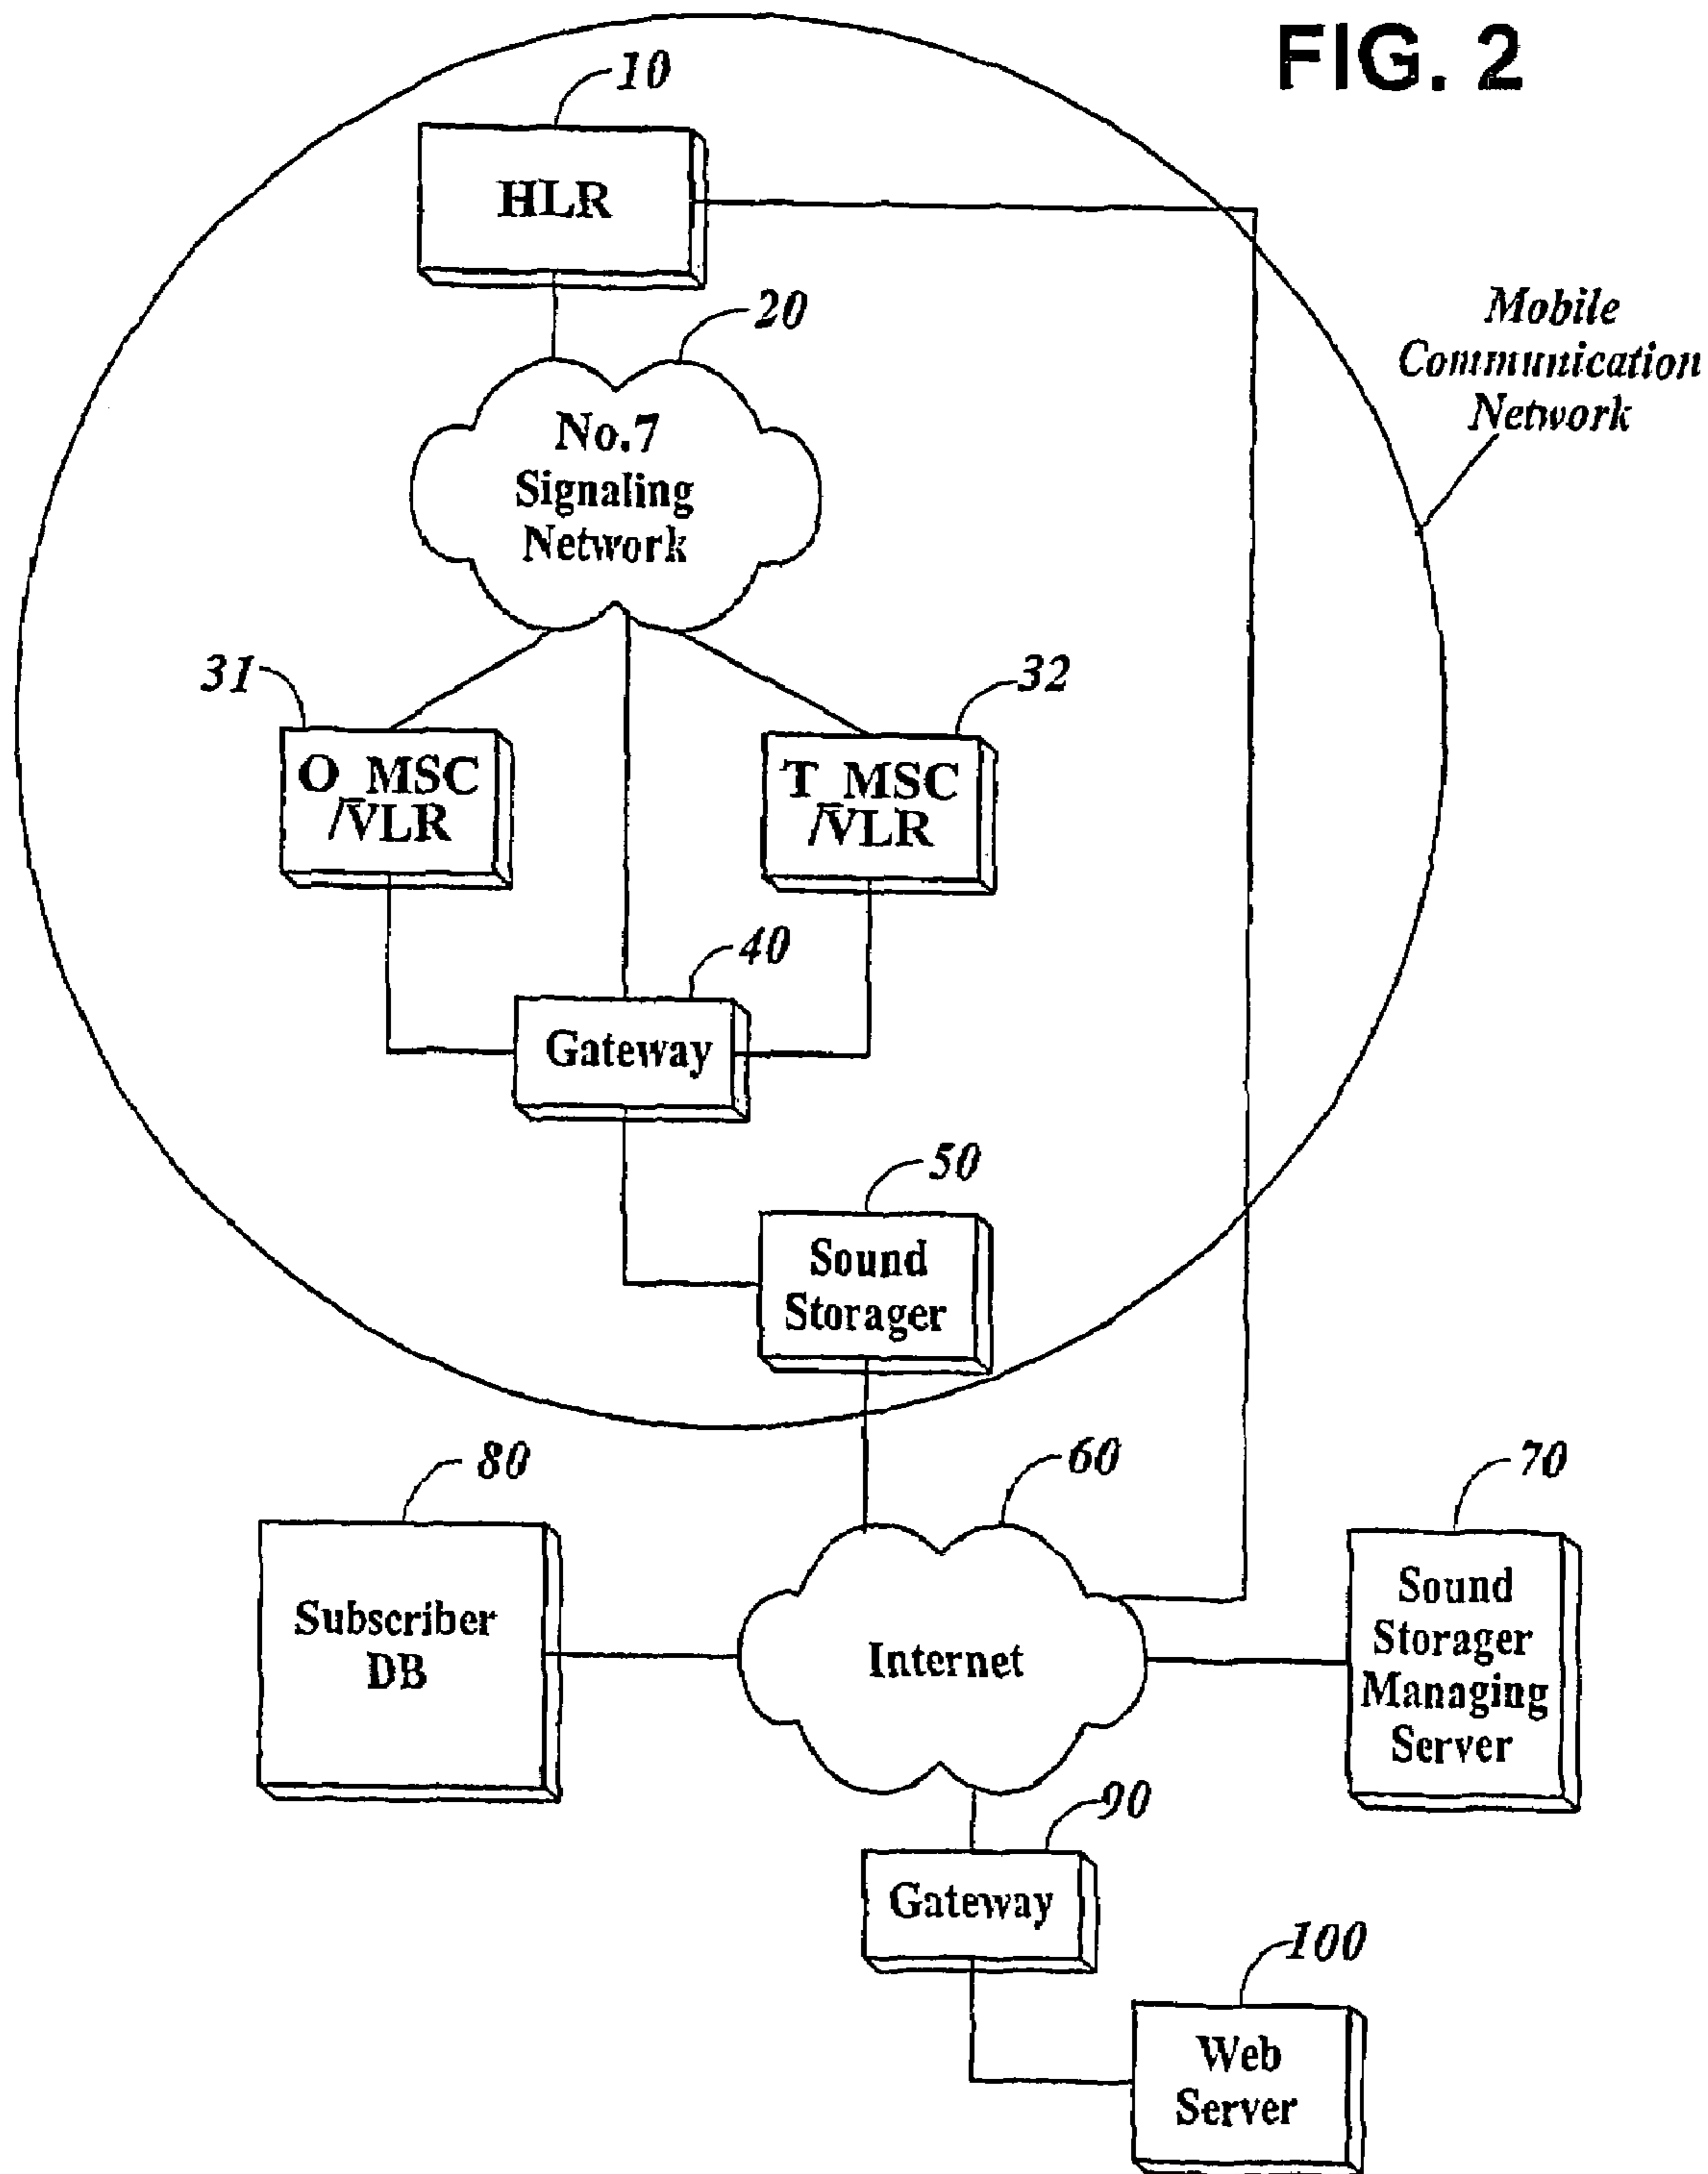 FIG. 2
10
HLR
20
Mobile
Communication
Network
No.7
Signaling
Network
31
32
O_MSC
/VLR
T_MSC
/VLR
40
Gateway
50
Sound
Storager
80
60
70
Subscriber
DB
Internet
Sound
Storager
Managing
Server
90
Gateway
100
Web
Server